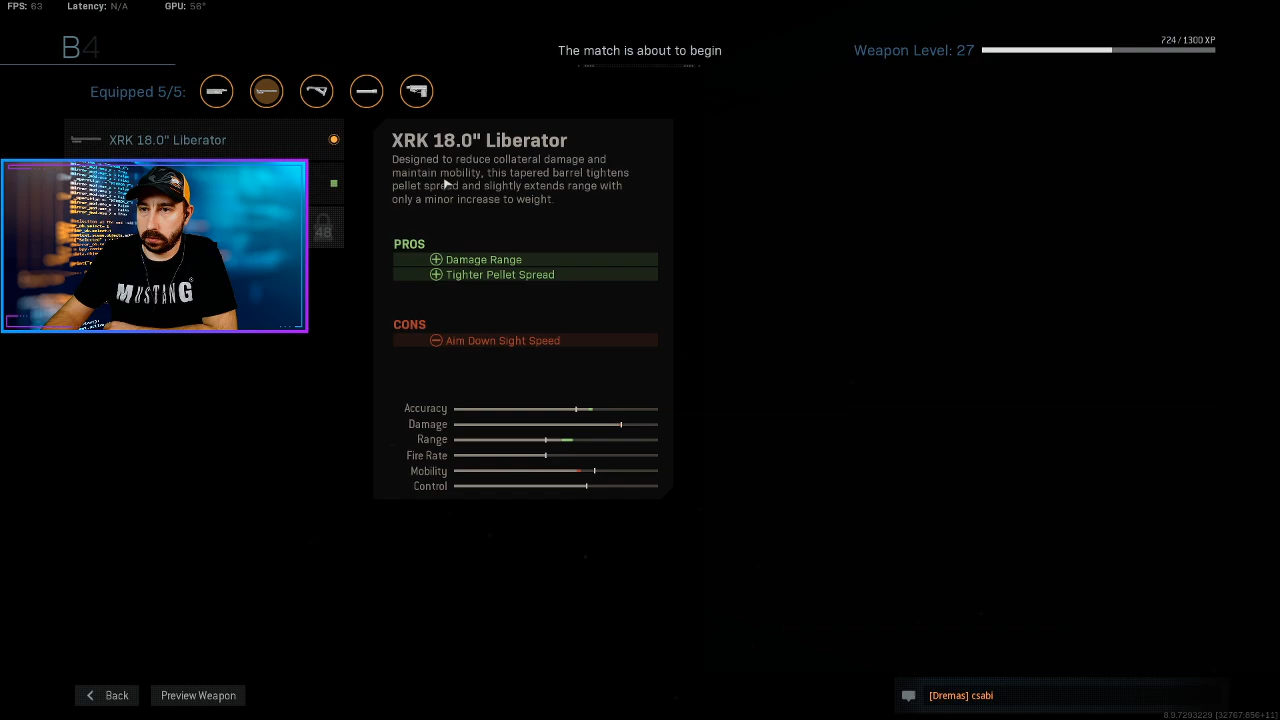 FPS: 63 Latency: N/A GPU: 56°
B4
The match is about to begin
Weapon Level: 27
724 / 1300 XP
Equipped 5/5:
XRK 18.0" Liberator
48
MUSTANG
XRK 18.0" Liberator
Designed to reduce collateral damage and
maintain mobility, this tapered barrel tightens
pellet spread and slightly extends range with
only a minor increase to weight.
PROS
Damage Range
Tighter Pellet Spread
CONS
Aim Down Sight Speed
Accuracy
Damage
Range
Fire Rate
Mobility
Control
Back
Preview Weapon
[Dremas] csabi